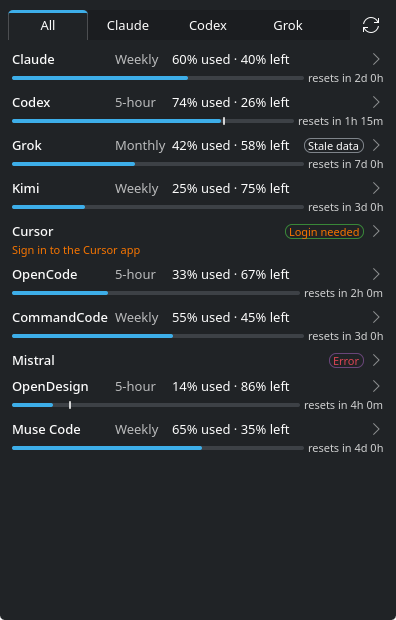 All Claude Codex Grok
Claude Weekly 60% used · 40% left
resets in 2d 0h
Codex 5-hour 74% used · 26% left
resets in 1h 15m
Grok Monthly 42% used · 58% left Stale data
resets in 7d 0h
Kimi Weekly 25% used · 75% left
resets in 3d 0h
Cursor Login needed
Sign in to the Cursor app
OpenCode 5-hour 33% used · 67% left
resets in 2h 0m
CommandCode Weekly 55% used · 45% left
resets in 3d 0h
Mistral Error
OpenDesign 5-hour 14% used · 86% left
resets in 4h 0m
Muse Code Weekly 65% used · 35% left
resets in 4d 0h